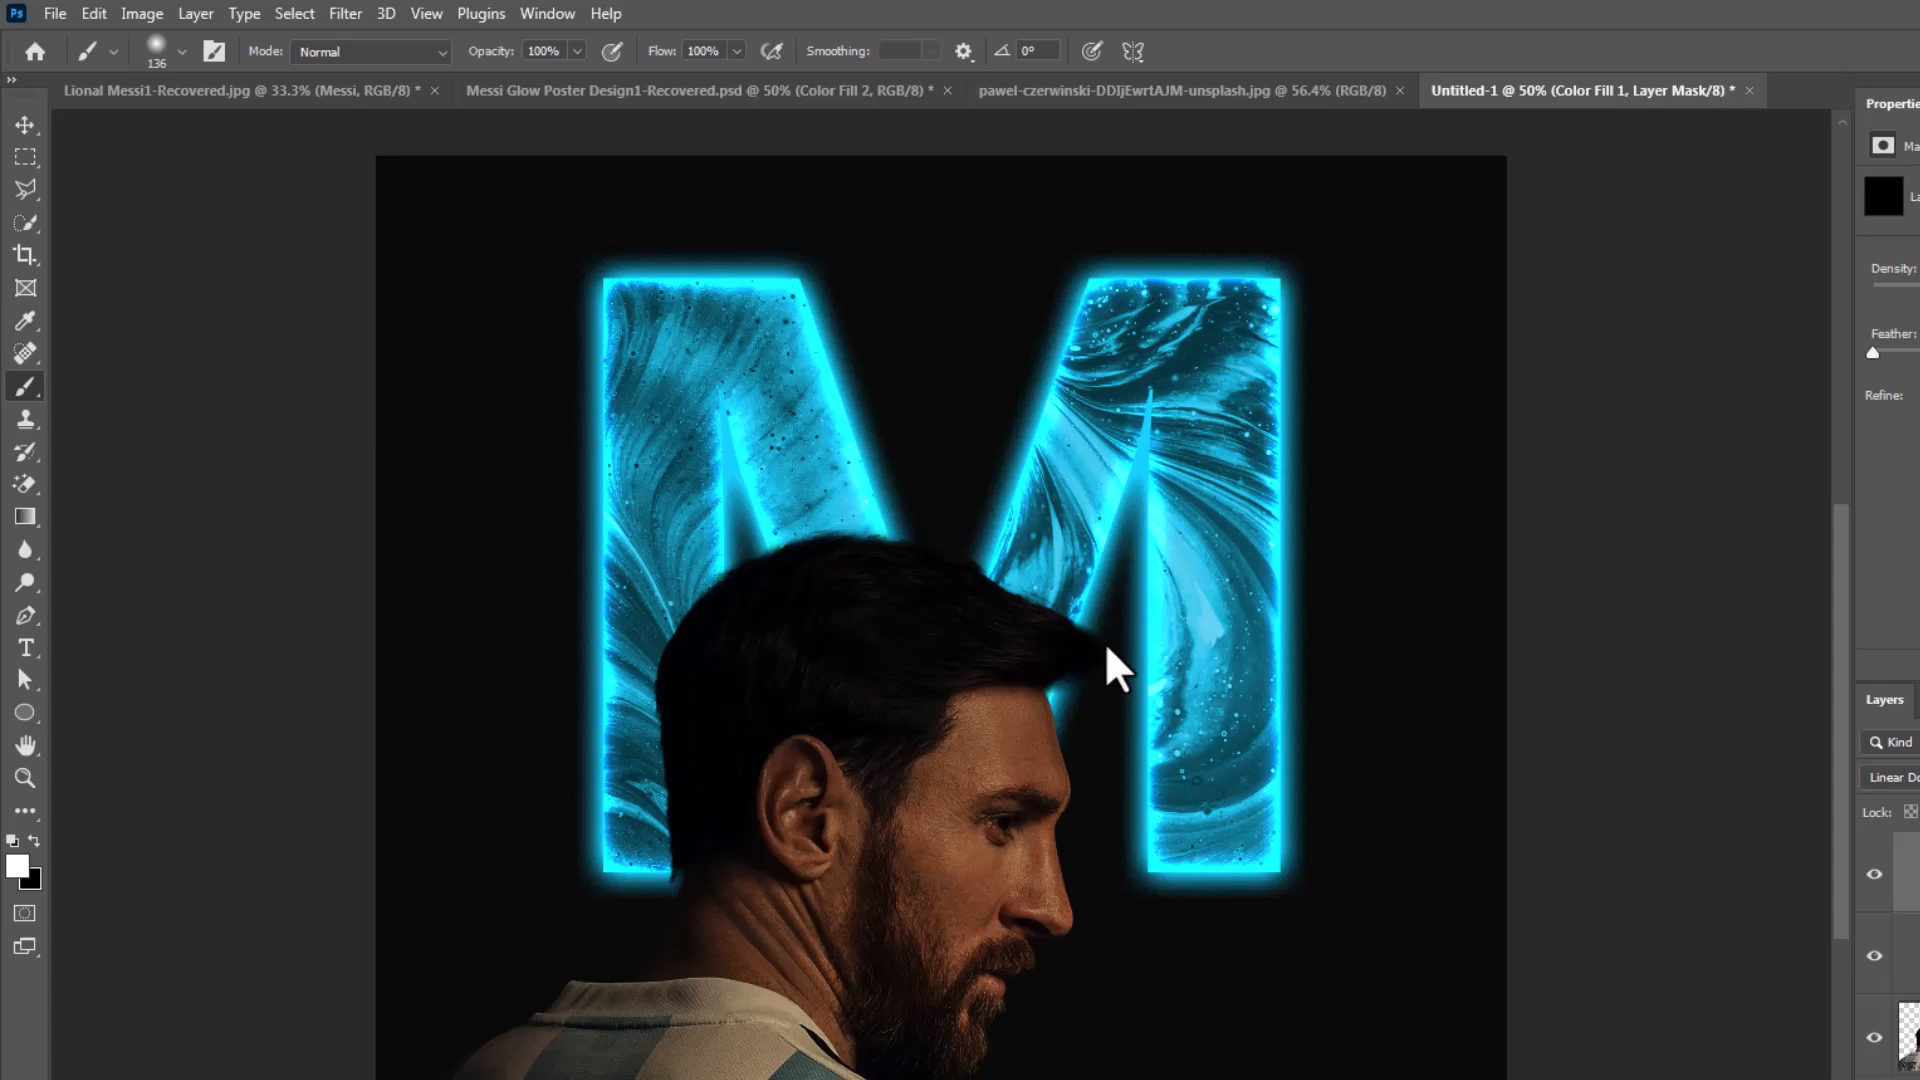 Ps File Edit Image Layer Type Select Filter 3D View Plugins Window Help
136 Mode: Normal Opacity: 100% Flow: 100% Smoothing: 0°
Lional Messi1-Recovered.jpg @ 33.3% (Messi, RGB/8) * × Messi Glow Poster Design1-Recovered.psd @ 50% (Color Fill 2, RGB/8) * × pawel-czerwinski-DDIjEwrtAJM-unsplash.jpg @ 56.4% (RGB/8) × Untitled-1 @ 50% (Color Fill 1, Layer Mask/8) * ×
Propertie
Ma
La
Density:
Feather:
Refine:
M
Layers
Kind
Linear Do
Lock: